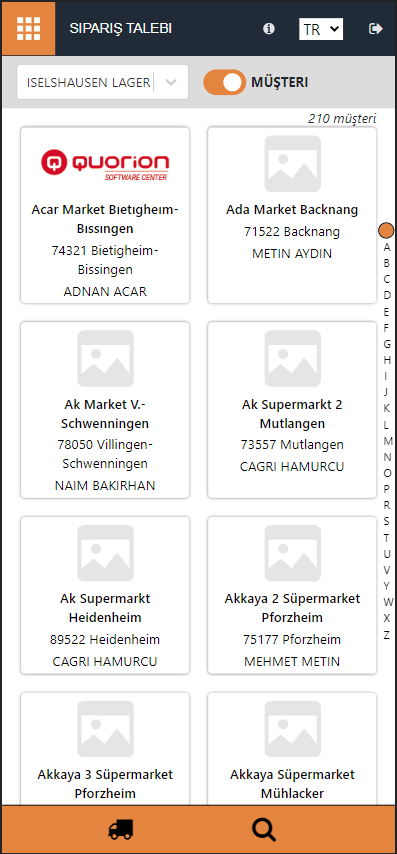 SIPARIŞ TALEBI
TR
ISELSHAUSEN LAGER
MÜŞTERI
210 müşteri
QUORION
SOFTWARE CENTER
Acar Market Bıetıgheım-
Bıssıngen
74321 Bietigheim-
Bissingen
ADNAN ACAR
Ada Market Backnang
71522 Backnang
METIN AYDIN
Ak Market V.-
Schwenningen
78050 Villingen-
Schwenningen
NAIM BAKIRHAN
Ak Supermarkt 2
Mutlangen
73557 Mutlangen
CAGRI HAMURCU
Ak Supermarkt
Heidenheim
89522 Heidenheim
CAGRI HAMURCU
Akkaya 2 Süpermarket
Pforzheim
75177 Pforzheim
MEHMET METIN
Akkaya 3 Süpermarket
Pforzheim
Akkaya Süpermarket
Mühlacker
A
B
C
D
E
F
G
H
I
J
K
L
M
N
O
P
R
S
T
U
V
Y
W
X
Z